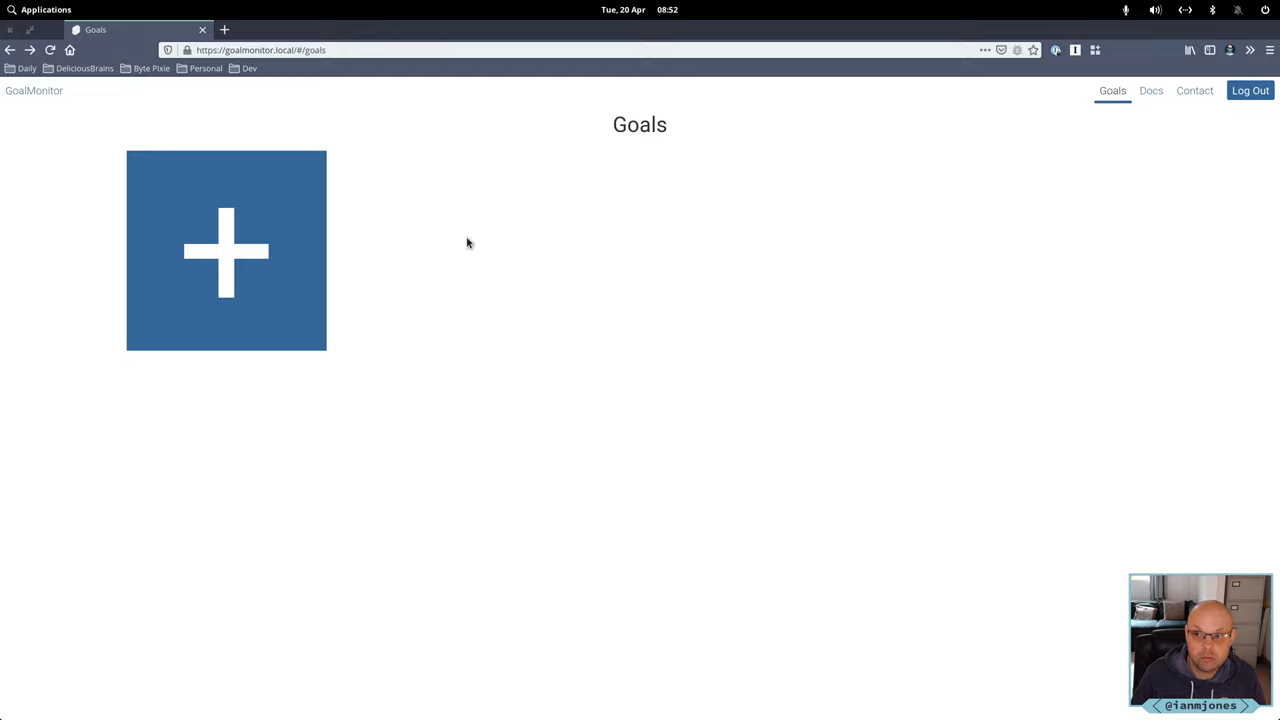 Applications
Tue, 20 Apr 08:52
Goals
https://goalmonitor.local/#/goals
Daily
DeliciousBrains
Byte Pixie
Personal
Dev
GoalMonitor
Goals
Docs
Contact
Log Out
Goals
@ianmjones